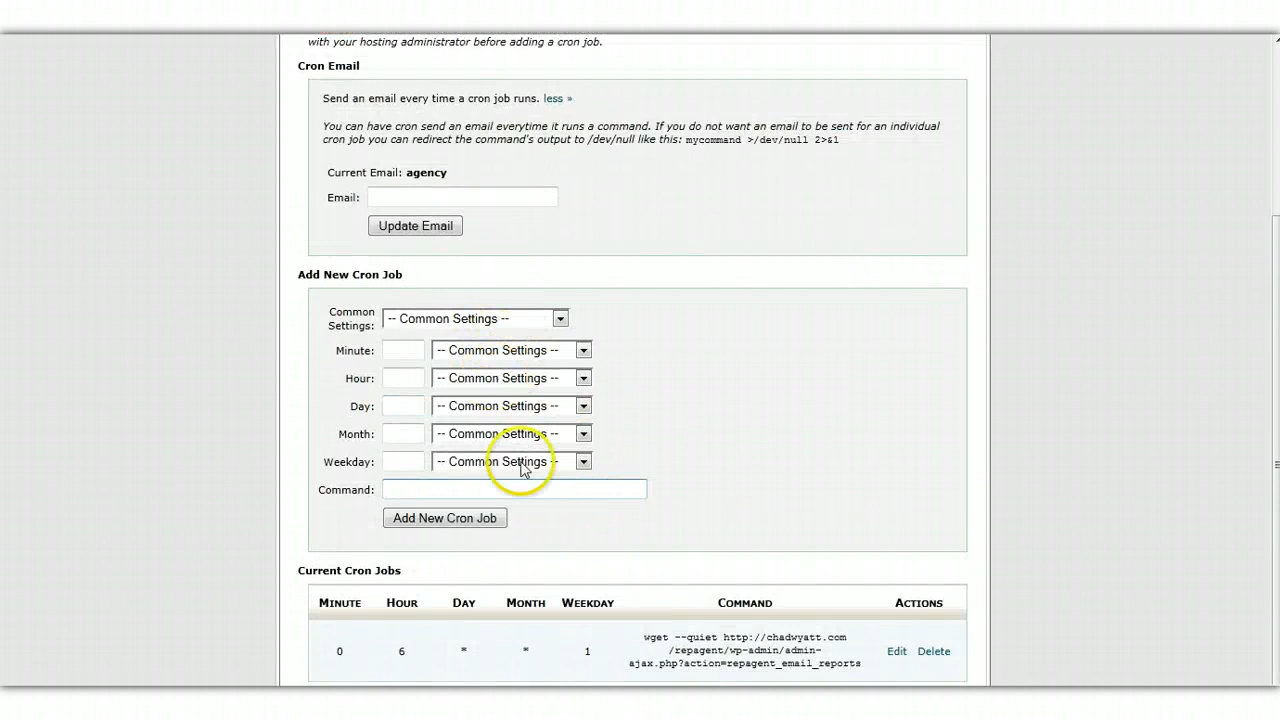 with your hosting administrator before adding a cron job.
Cron Email
Send an email every time a cron job runs. less »
You can have cron send an email everytime it runs a command. If you do not want an email to be sent for an individual
cron job you can redirect the command's output to /dev/null like this: mycommand >/dev/null 2>&1
Current Email: agency
Email:
Update Email
Add New Cron Job
Common
Settings: -- Common Settings --
Minute: -- Common Settings --
Hour: -- Common Settings --
Day: -- Common Settings --
Month: -- Common Settings --
Weekday: -- Common Settings --
Command:
Add New Cron Job
Current Cron Jobs
MINUTE HOUR DAY MONTH WEEKDAY COMMAND ACTIONS
wget --quiet http://chadwyatt.com
0 6 * * 1 /repagent/wp-admin/admin- Edit Delete
ajax.php?action=repagent_email_reports